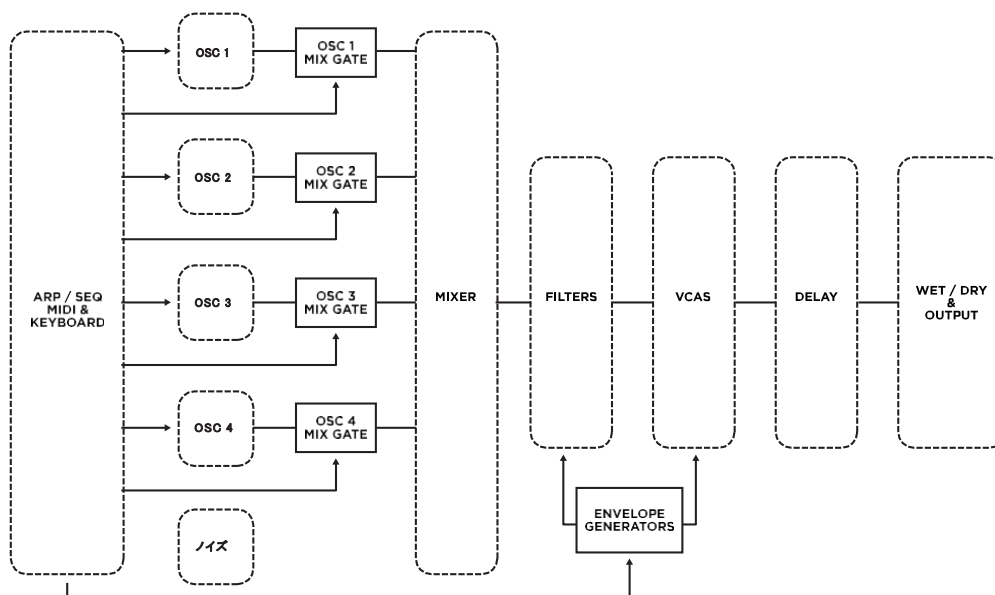 OSC 1
OSC 1
MIX GATE
OSC 2
OSC 2
MIX GATE
ARP / SEQ
MIDI &
KEYBOARD
OSC 3
OSC 3
MIX GATE
OSC 4
OSC 4
MIX GATE
ノイズ
MIXER
FILTERS
VCAS
DELAY
WET / DRY
&
OUTPUT
ENVELOPE
GENERATORS